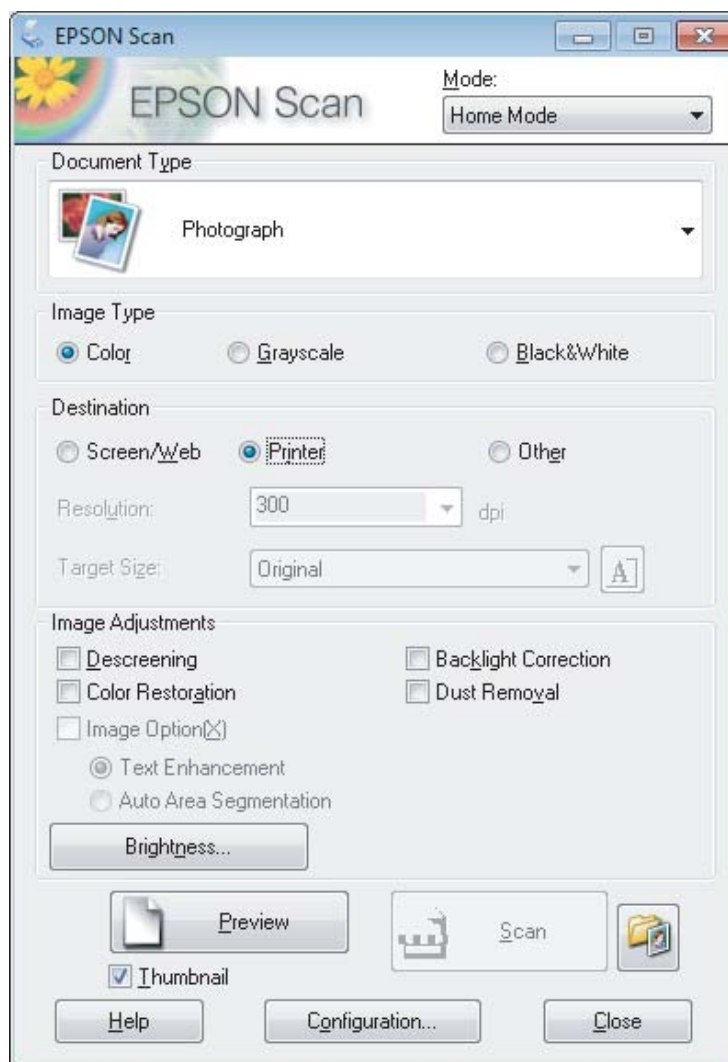 EPSON Scan
EPSON Scan
Mode:
Home Mode
Document Type
Photograph
Image Type
Color Grayscale Black&White
Destination
Screen/Web Printer Other
Resolution: 300 dpi
Target Size: Original A
Image Adjustments
Descreening Backlight Correction
Color Restoration Dust Removal
Image Option(X)
Text Enhancement
Auto Area Segmentation
Brightness...
Preview Scan
Thumbnail
Help Configuration... Close